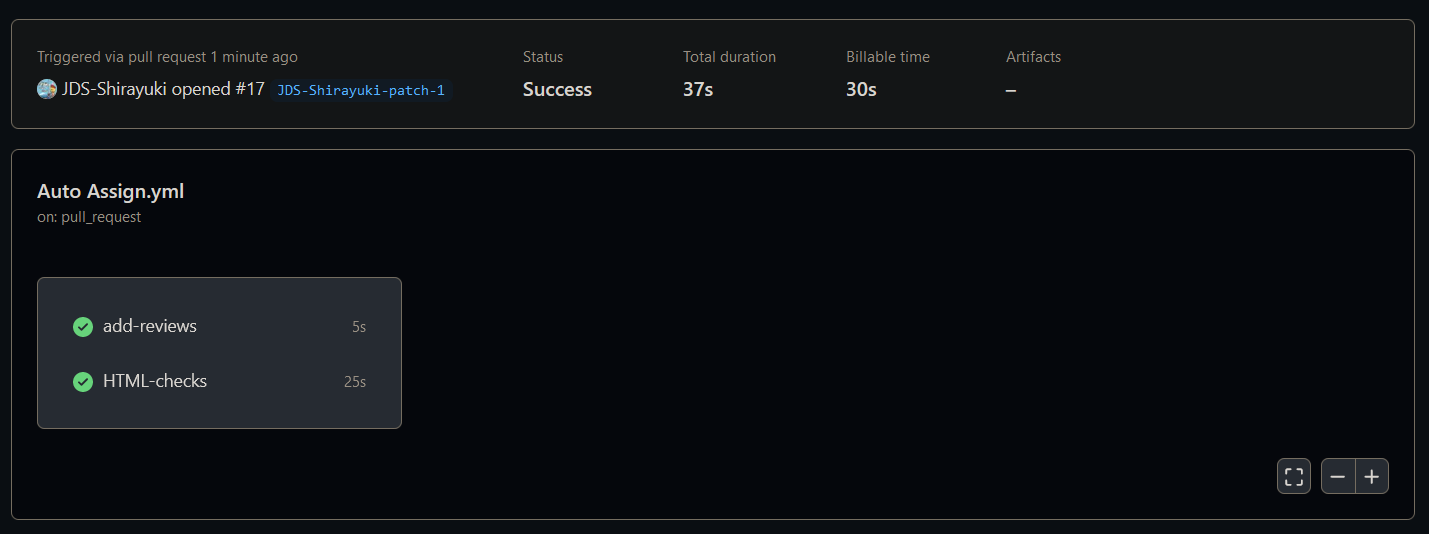 Triggered via pull request 1 minute ago
JDS-Shirayuki opened #17 JDS-Shirayuki-patch-1
Status
Success
Total duration
37s
Billable time
30s
Artifacts
–
Auto Assign.yml
on: pull_request
add-reviews 5s
HTML-checks 25s